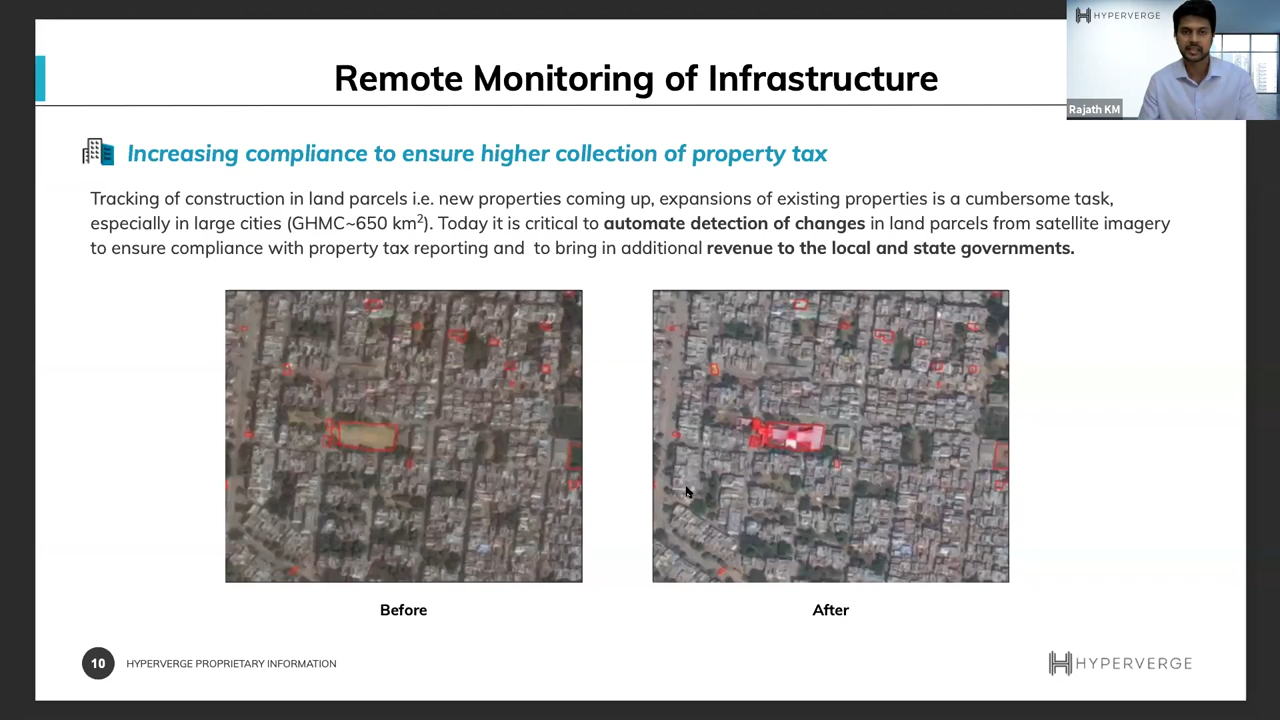 HYPERVERGE
Rajath KM
Remote Monitoring of Infrastructure
Increasing compliance to ensure higher collection of property tax
Tracking of construction in land parcels i.e. new properties coming up, expansions of existing properties is a cumbersome task,
especially in large cities (GHMC~650 km²). Today it is critical to automate detection of changes in land parcels from satellite imagery
to ensure compliance with property tax reporting and to bring in additional revenue to the local and state governments.
Before
After
10
HYPERVERGE PROPRIETARY INFORMATION
HYPERVERGE